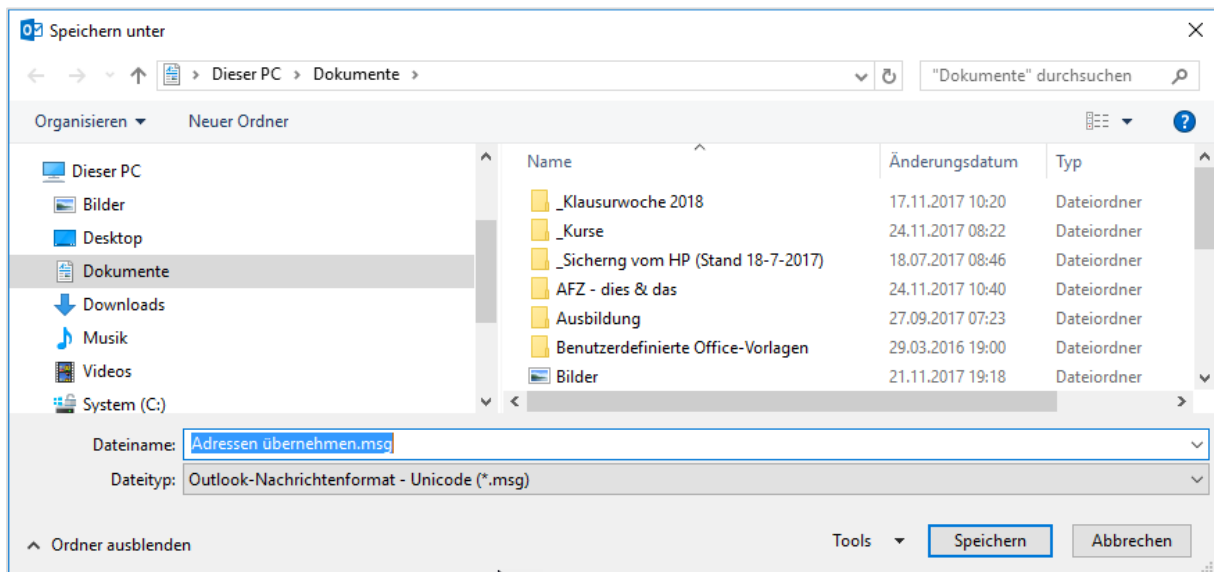 Speichern unter
Dieser PC > Dokumente >
"Dokumente" durchsuchen
Organisieren
Neuer Ordner
Dieser PC
Bilder
Desktop
Dokumente
Downloads
Musik
Videos
System (C:)
Name Änderungsdatum Typ
_Klausurwoche 2018 17.11.2017 10:20 Dateiordner
_Kurse 24.11.2017 08:22 Dateiordner
_Sicherng vom HP (Stand 18-7-2017) 18.07.2017 08:46 Dateiordner
AFZ - dies & das 24.11.2017 10:40 Dateiordner
Ausbildung 27.09.2017 07:23 Dateiordner
Benutzerdefinierte Office-Vorlagen 29.03.2016 19:00 Dateiordner
Bilder 21.11.2017 19:18 Dateiordner
Dateiname: Adressen übernehmen.msg
Dateityp: Outlook-Nachrichtenformat - Unicode (*.msg)
Ordner ausblenden
Tools
Speichern
Abbrechen